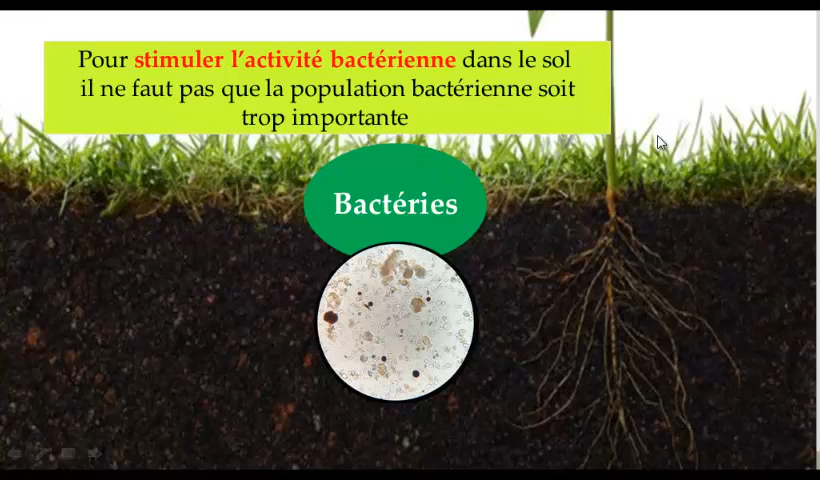 Pour stimuler l'activité bactérienne dans le sol
il ne faut pas que la population bactérienne soit
trop importante
Bactéries